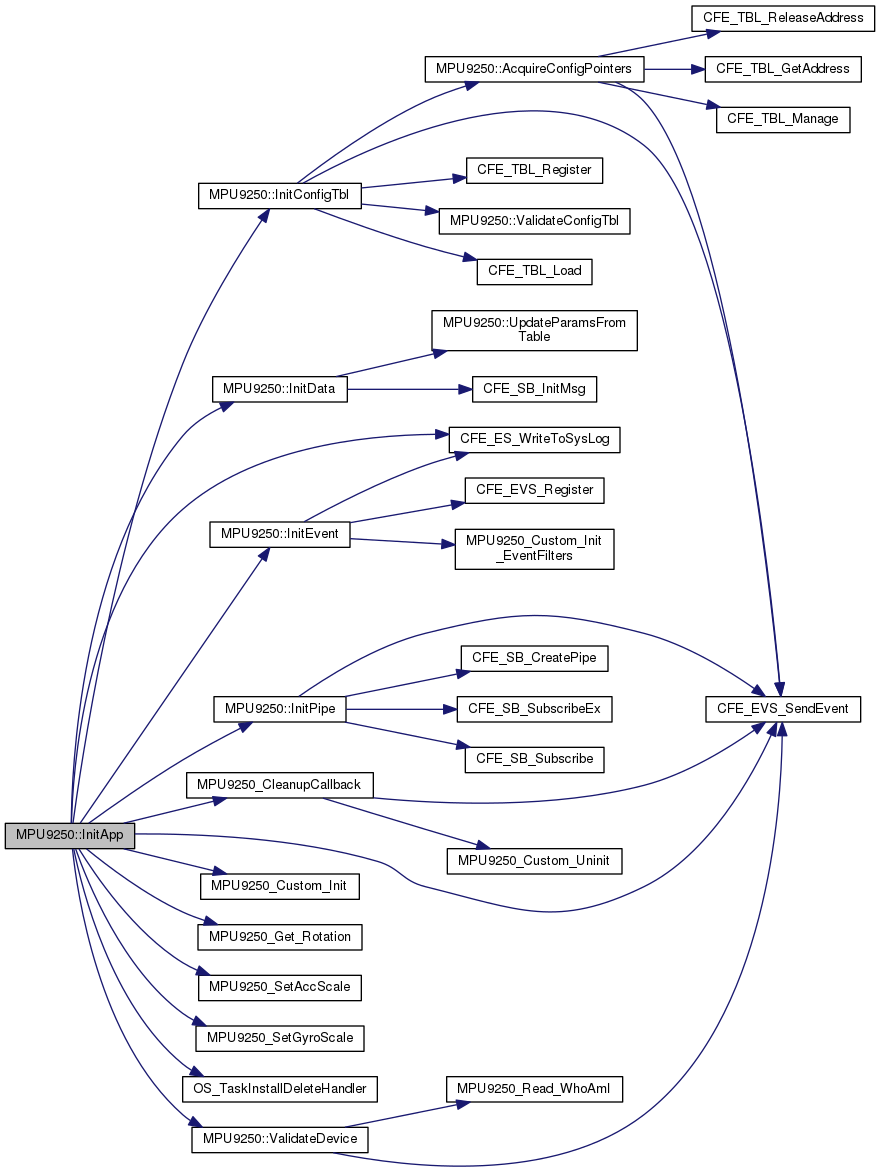 CFE_TBL_ReleaseAddress
MPU9250::AcquireConfigPointers
CFE_TBL_GetAddress
CFE_TBL_Manage
CFE_TBL_Register
MPU9250::InitConfigTbl
MPU9250::ValidateConfigTbl
CFE_TBL_Load
MPU9250::UpdateParamsFrom
Table
MPU9250::InitData
CFE_SB_InitMsg
CFE_ES_WriteToSysLog
CFE_EVS_Register
MPU9250::InitEvent
MPU9250_Custom_Init
_EventFilters
CFE_SB_CreatePipe
MPU9250::InitPipe
CFE_SB_SubscribeEx
CFE_EVS_SendEvent
CFE_SB_Subscribe
MPU9250_CleanupCallback
MPU9250::InitApp
MPU9250_Custom_Uninit
MPU9250_Custom_Init
MPU9250_Get_Rotation
MPU9250_SetAccScale
MPU9250_SetGyroScale
OS_TaskInstallDeleteHandler
MPU9250_Read_WhoAmI
MPU9250::ValidateDevice